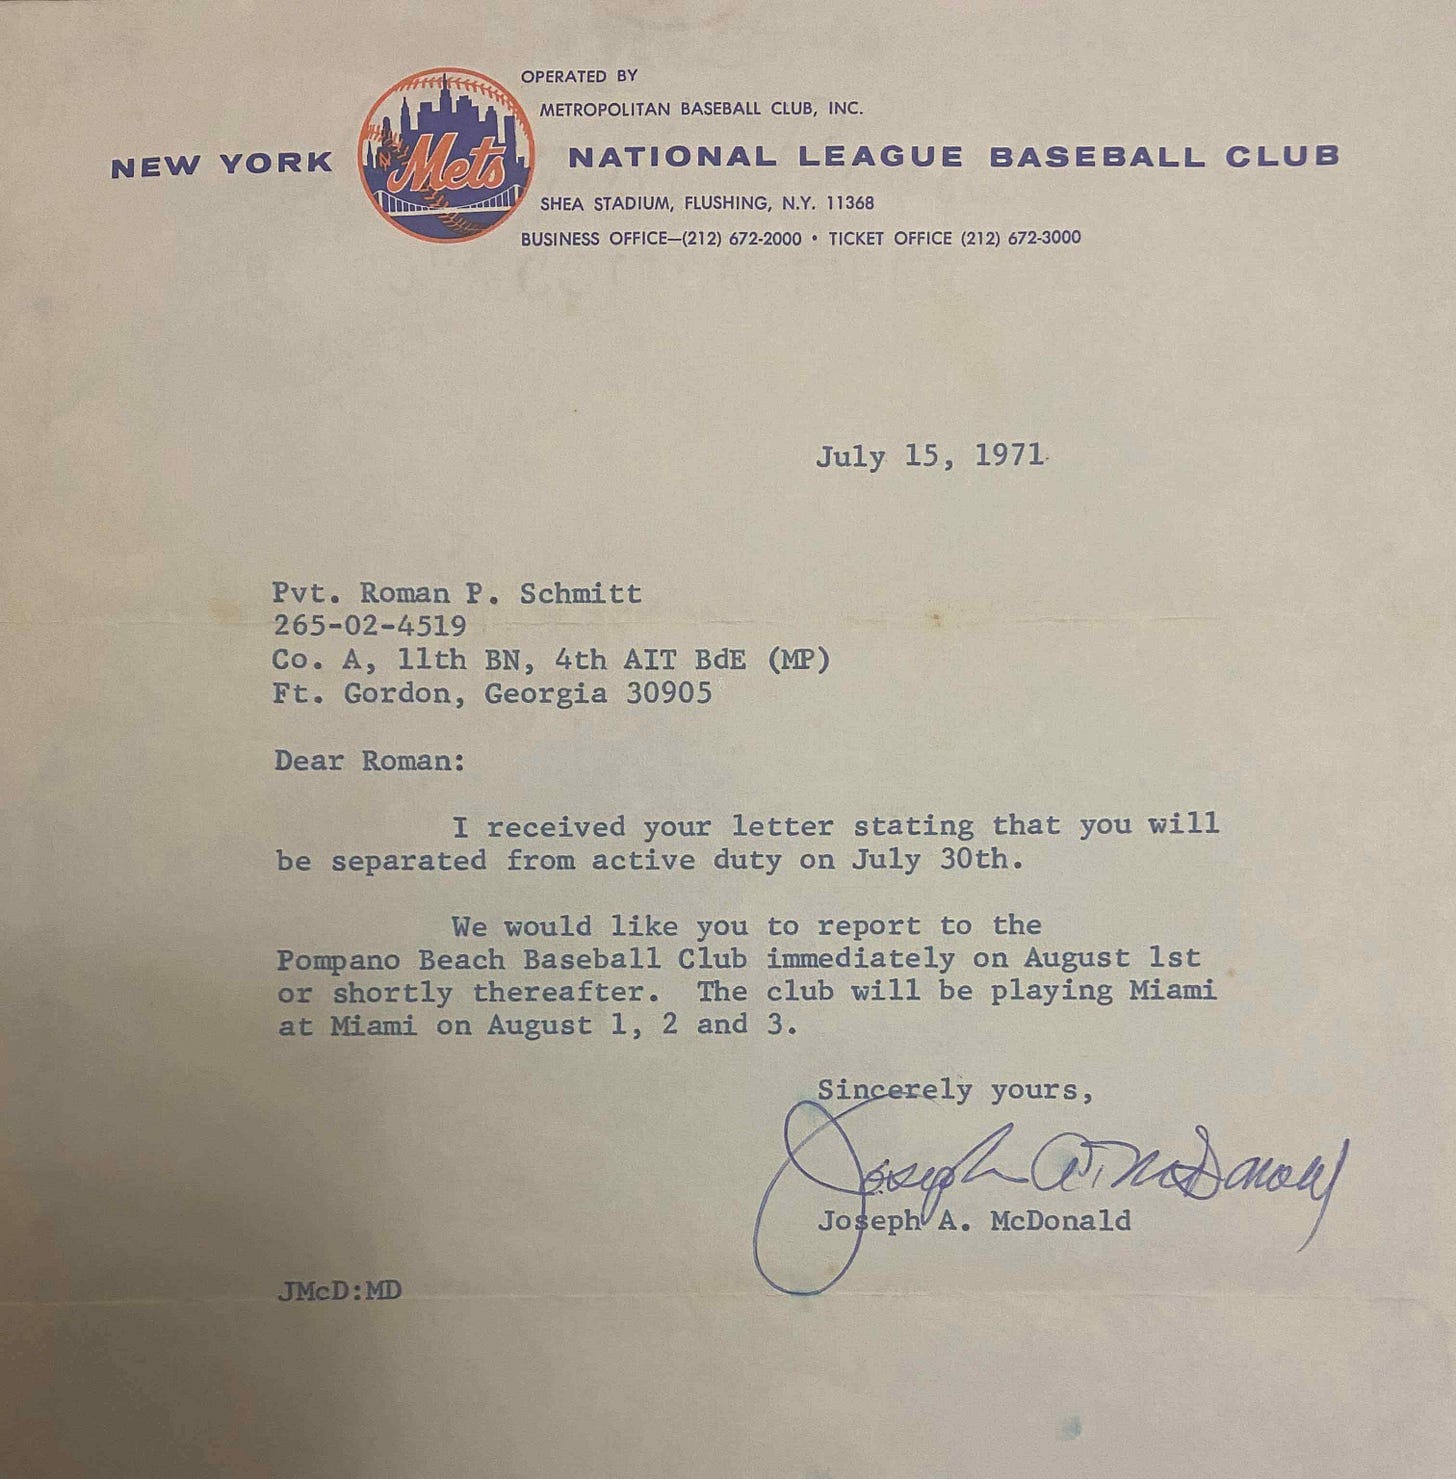 OPERATED BY
METROPOLITAN BASEBALL CLUB, INC.
NEW YORK Mets NATIONAL LEAGUE BASEBALL CLUB
NY
SHEA STADIUM, FLUSHING, N.Y. 11368
BUSINESS OFFICE—(212) 672-2000 • TICKET OFFICE (212) 672-3000
July 15, 1971
Pvt. Roman P. Schmitt
265-02-4519
Co. A, 11th BN, 4th AIT BdE (MP)
Ft. Gordon, Georgia 30905
Dear Roman:
I received your letter stating that you will
be separated from active duty on July 30th.
We would like you to report to the
Pompano Beach Baseball Club immediately on August 1st
or shortly thereafter. The club will be playing Miami
at Miami on August 1, 2 and 3.
Sincerely yours,
Joseph A. McDonald
Joseph A. McDonald
JMcD:MD